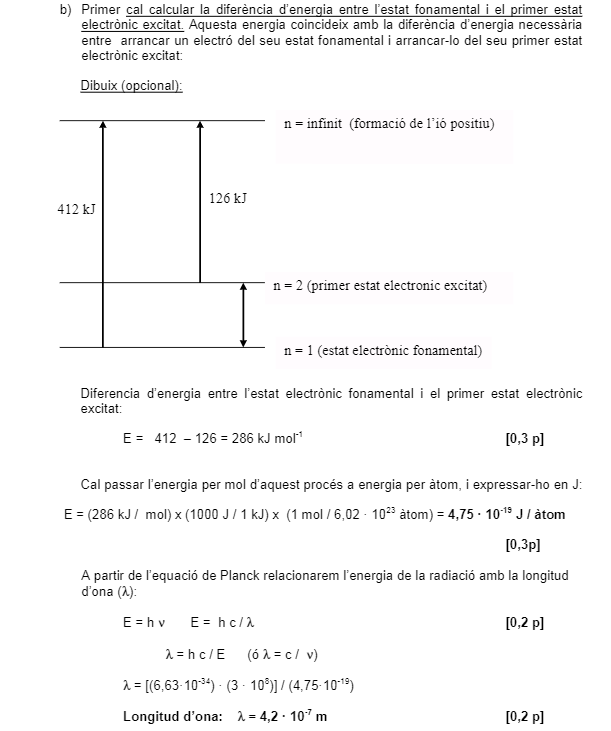 b) Primer cal calcular la diferència d'energia entre l'estat fonamental i el primer estat
electrònic excitat. Aquesta energia coincideix amb la diferència d'energia necessària
entre arrancar un electró del seu estat fonamental i arrancar-lo del seu primer estat
electrònic excitat:
Dibuix (opcional):
n = infinit (formació de l'ió positiu)
126 kJ
412 kJ
n = 2 (primer estat electronic excitat)
n = 1 (estat electrònic fonamental)
Diferencia d'energia entre l'estat electrònic fonamental i el primer estat electrònic
excitat:
E = 412 – 126 = 286 kJ mol⁻¹ [0,3 p]
Cal passar l'energia per mol d'aquest procés a energia per àtom, i expressar-ho en J:
E = (286 kJ / mol) x (1000 J / 1 kJ) x (1 mol / 6,02 · 10²³ àtom) = 4,75 · 10⁻¹⁹ J / àtom
[0,3p]
A partir de l'equació de Planck relacionarem l'energia de la radiació amb la longitud
d'ona (λ):
E = h ν E = h c / λ [0,2 p]
λ = h c / E (ó λ = c / ν)
λ = [(6,63·10⁻³⁴) · (3 · 10⁸)] / (4,75·10⁻¹⁹)
Longitud d'ona: λ = 4,2 · 10⁻⁷ m [0,2 p]